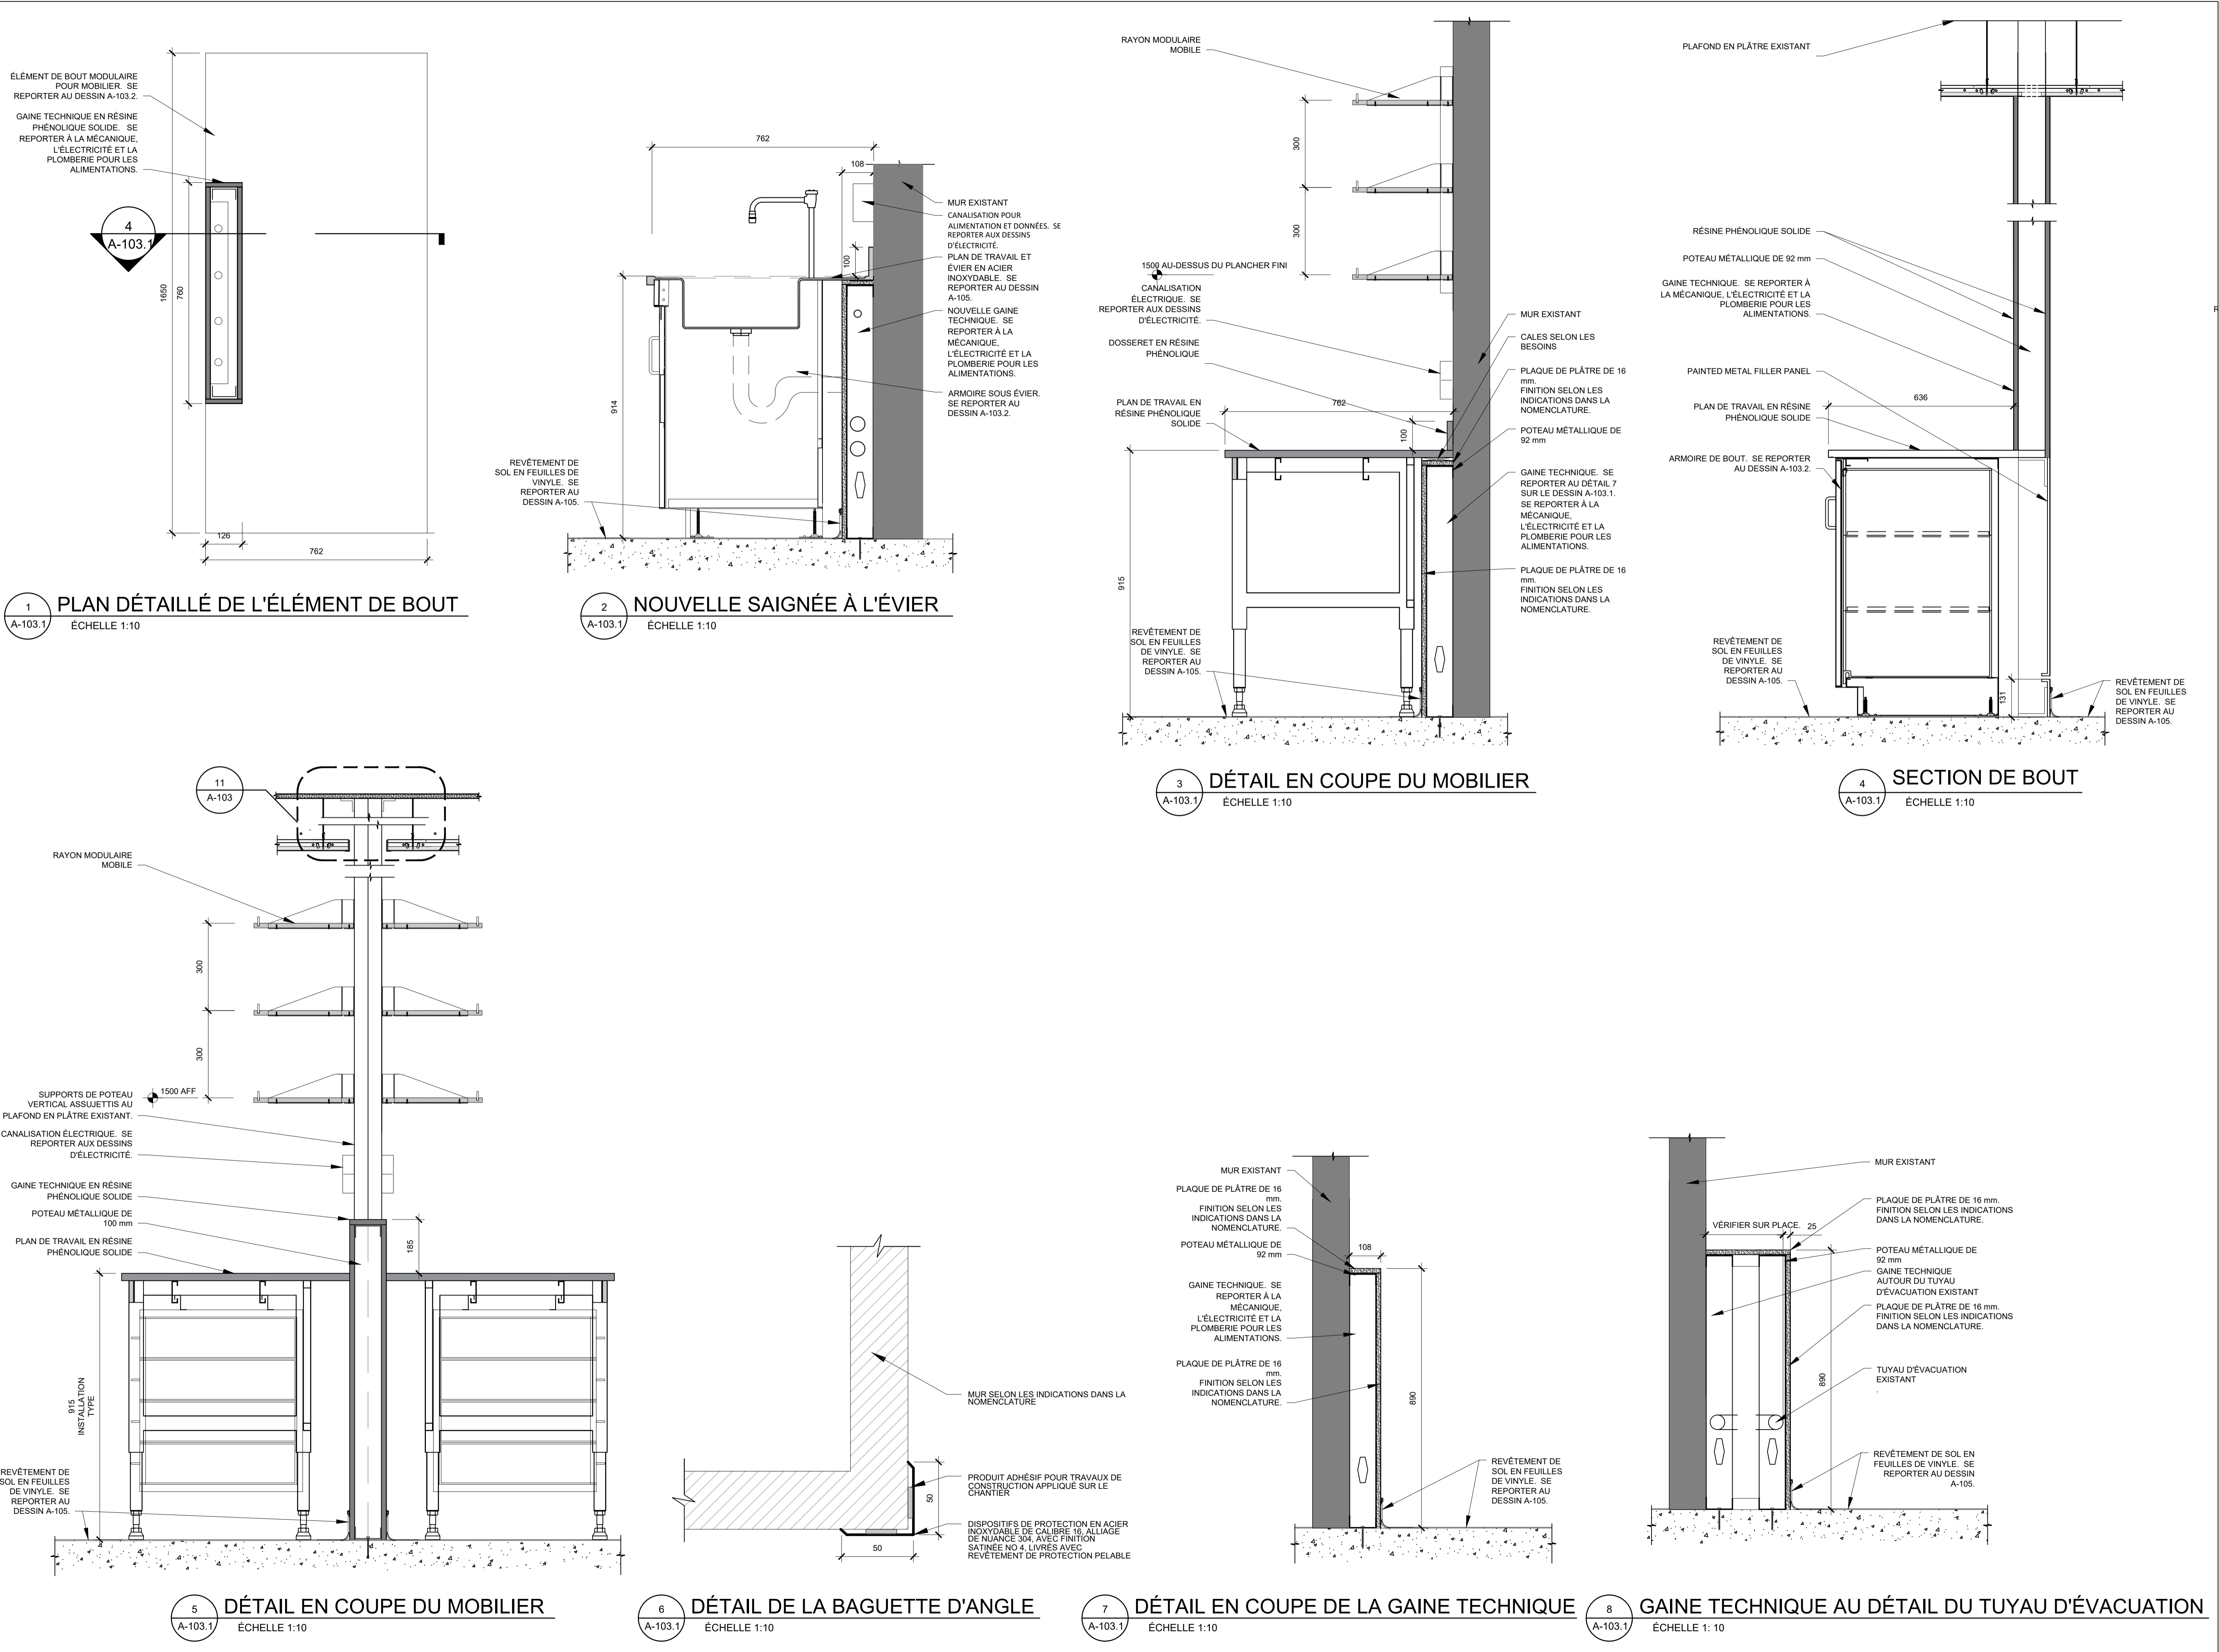 ÉLÉMENT DE BOUT MODULAIRE
POUR MOBILIER. SE
REPORTER AU DESSIN A-103.2.
GAINE TECHNIQUE EN RÉSINE
PHÉNOLIQUE SOLIDE. SE
REPORTER À LA MÉCANIQUE,
L'ÉLECTRICITÉ ET LA
PLOMBERIE POUR LES
ALIMENTATIONS.
4
A-103.1
1650
760
126
762
1
A-103.1
PLAN DÉTAILLÉ DE L'ÉLÉMENT DE BOUT
ÉCHELLE 1:10
762
108
100
914
MUR EXISTANT
CANALISATION POUR
ALIMENTATION ET DONNÉES. SE
REPORTER AUX DESSINS
D'ÉLECTRICITÉ.
PLAN DE TRAVAIL ET
ÉVIER EN ACIER
INOXYDABLE. SE
REPORTER AU DESSIN
A-105.
NOUVELLE GAINE
TECHNIQUE. SE
REPORTER À LA
MÉCANIQUE,
L'ÉLECTRICITÉ ET LA
PLOMBERIE POUR LES
ALIMENTATIONS.
ARMOIRE SOUS ÉVIER.
SE REPORTER AU
DESSIN A-103.2.
REVÊTEMENT DE
SOL EN FEUILLES DE
VINYLE. SE
REPORTER AU
DESSIN A-105.
2
A-103.1
NOUVELLE SAIGNÉE À L'ÉVIER
ÉCHELLE 1:10
RAYON MODULAIRE
MOBILE
300
300
1500 AU-DESSUS DU PLANCHER FINI
CANALISATION
ÉLECTRIQUE. SE
REPORTER AUX DESSINS
D'ÉLECTRICITÉ.
DOSSERET EN RÉSINE
PHÉNOLIQUE
PLAN DE TRAVAIL EN
RÉSINE PHÉNOLIQUE
SOLIDE
762
100
915
REVÊTEMENT DE
SOL EN FEUILLES
DE VINYLE. SE
REPORTER AU
DESSIN A-105.
MUR EXISTANT
CALES SELON LES
BESOINS
PLAQUE DE PLÂTRE DE 16
mm.
FINITION SELON LES
INDICATIONS DANS LA
NOMENCLATURE.
POTEAU MÉTALLIQUE DE
92 mm
GAINE TECHNIQUE. SE
REPORTER AU DÉTAIL 7
SUR LE DESSIN A-103.1.
SE REPORTER À LA
MÉCANIQUE,
L'ÉLECTRICITÉ ET LA
PLOMBERIE POUR LES
ALIMENTATIONS.
PLAQUE DE PLÂTRE DE 16
mm.
FINITION SELON LES
INDICATIONS DANS LA
NOMENCLATURE.
3
A-103.1
DÉTAIL EN COUPE DU MOBILIER
ÉCHELLE 1:10
PLAFOND EN PLÂTRE EXISTANT
RÉSINE PHÉNOLIQUE SOLIDE
POTEAU MÉTALLIQUE DE 92 mm
GAINE TECHNIQUE. SE REPORTER À
LA MÉCANIQUE, L'ÉLECTRICITÉ ET LA
PLOMBERIE POUR LES
ALIMENTATIONS.
PAINTED METAL FILLER PANEL
PLAN DE TRAVAIL EN RÉSINE
PHÉNOLIQUE SOLIDE
636
ARMOIRE DE BOUT. SE REPORTER
AU DESSIN A-103.2.
REVÊTEMENT DE
SOL EN FEUILLES
DE VINYLE. SE
REPORTER AU
DESSIN A-105.
131
REVÊTEMENT DE
SOL EN FEUILLES
DE VINYLE. SE
REPORTER AU
DESSIN A-105.
4
A-103.1
SECTION DE BOUT
ÉCHELLE 1:10
11
A-103
RAYON MODULAIRE
MOBILE
300
300
1500 AFF
SUPPORTS DE POTEAU
VERTICAL ASSUJETTIS AU
PLAFOND EN PLÂTRE EXISTANT.
CANALISATION ÉLECTRIQUE. SE
REPORTER AUX DESSINS
D'ÉLECTRICITÉ.
GAINE TECHNIQUE EN RÉSINE
PHÉNOLIQUE SOLIDE
POTEAU MÉTALLIQUE DE
100 mm
PLAN DE TRAVAIL EN RÉSINE
PHÉNOLIQUE SOLIDE
185
915
INSTALLATION
TYPE
REVÊTEMENT DE
SOL EN FEUILLES
DE VINYLE. SE
REPORTER AU
DESSIN A-105.
5
A-103.1
DÉTAIL EN COUPE DU MOBILIER
ÉCHELLE 1:10
MUR SELON LES INDICATIONS DANS LA
NOMENCLATURE
PRODUIT ADHÉSIF POUR TRAVAUX DE
CONSTRUCTION APPLIQUÉ SUR LE
CHANTIER
DISPOSITIFS DE PROTECTION EN ACIER
INOXYDABLE DE CALIBRE 16, ALLIAGE
DE NUANCE 304, AVEC FINITION
SATINÉE NO 4, LIVRÉS AVEC
REVÊTEMENT DE PROTECTION PELABLE
50
50
6
A-103.1
DÉTAIL DE LA BAGUETTE D'ANGLE
ÉCHELLE 1:10
MUR EXISTANT
PLAQUE DE PLÂTRE DE 16
mm.
FINITION SELON LES
INDICATIONS DANS LA
NOMENCLATURE.
POTEAU MÉTALLIQUE DE
92 mm
108
GAINE TECHNIQUE. SE
REPORTER À LA
MÉCANIQUE,
L'ÉLECTRICITÉ ET LA
PLOMBERIE POUR LES
ALIMENTATIONS.
PLAQUE DE PLÂTRE DE 16
mm.
FINITION SELON LES
INDICATIONS DANS LA
NOMENCLATURE.
890
REVÊTEMENT DE
SOL EN FEUILLES
DE VINYLE. SE
REPORTER AU
DESSIN A-105.
7
A-103.1
DÉTAIL EN COUPE DE LA GAINE TECHNIQUE
ÉCHELLE 1:10
MUR EXISTANT
PLAQUE DE PLÂTRE DE 16 mm.
FINITION SELON LES INDICATIONS
DANS LA NOMENCLATURE.
VÉRIFIER SUR PLACE. 25
POTEAU MÉTALLIQUE DE
92 mm
GAINE TECHNIQUE
AUTOUR DU TUYAU
D'ÉVACUATION EXISTANT
PLAQUE DE PLÂTRE DE 16 mm.
FINITION SELON LES INDICATIONS
DANS LA NOMENCLATURE.
890
TUYAU D'ÉVACUATION
EXISTANT
.
REVÊTEMENT DE SOL EN
FEUILLES DE VINYLE. SE
REPORTER AU DESSIN
A-105.
8
A-103.1
GAINE TECHNIQUE AU DÉTAIL DU TUYAU D'ÉVACUATION
ÉCHELLE 1: 10